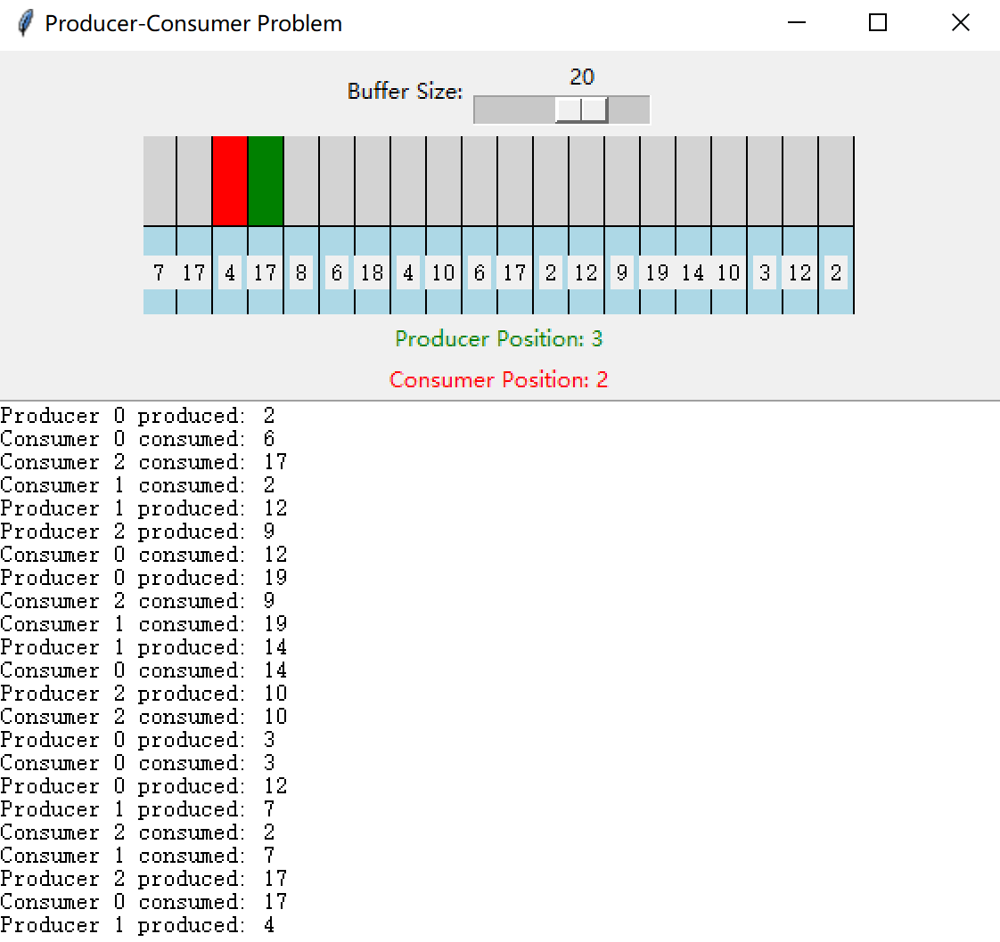 Producer-Consumer Problem
Buffer Size: 20
7 17 4 17 8 6 18 4 10 6 17 2 12 9 19 14 10 3 12 2
Producer Position: 3
Consumer Position: 2
Producer 0 produced: 2
Consumer 0 consumed: 6
Consumer 2 consumed: 17
Consumer 1 consumed: 2
Producer 1 produced: 12
Producer 2 produced: 9
Consumer 0 consumed: 12
Producer 0 produced: 19
Consumer 2 consumed: 9
Consumer 1 consumed: 19
Producer 1 produced: 14
Consumer 0 consumed: 14
Producer 2 produced: 10
Consumer 2 consumed: 10
Producer 0 produced: 3
Consumer 0 consumed: 3
Producer 0 produced: 12
Producer 1 produced: 7
Consumer 2 consumed: 2
Consumer 1 consumed: 7
Producer 2 produced: 17
Consumer 0 consumed: 17
Producer 1 produced: 4